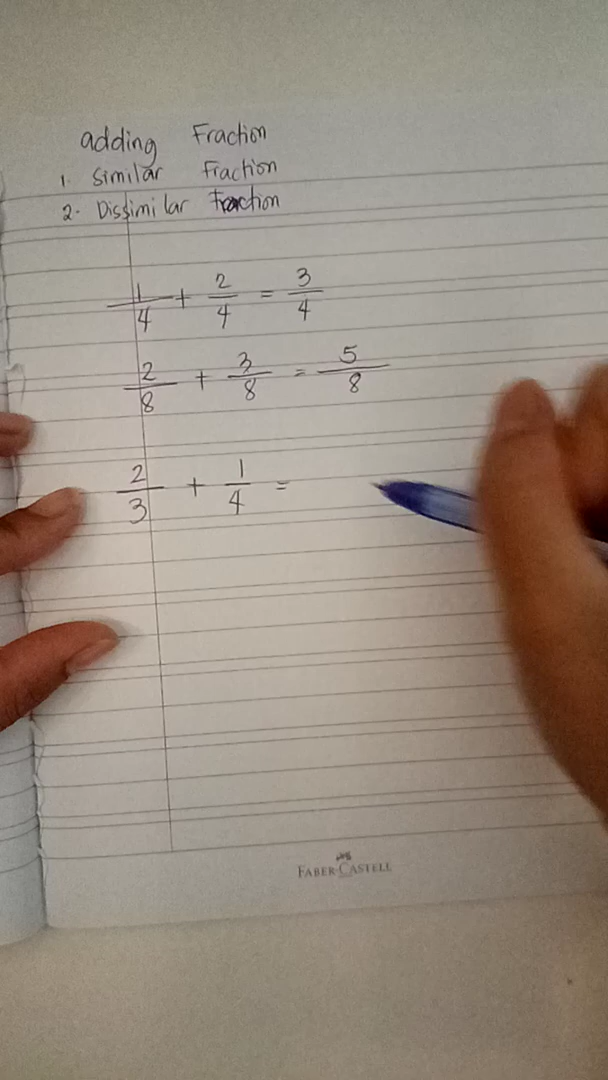 adding Fraction
1. Similar Fraction
2. Dissimilar Fraction
1/4 + 2/4 = 3/4
2/8 + 3/8 = 5/8
2/3 + 1/4 =
FABER-CASTELL